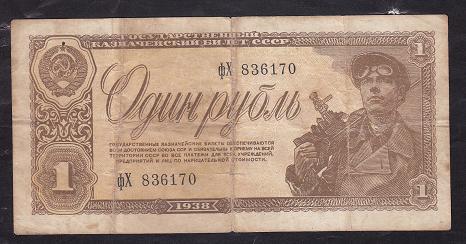 ГОСУДАРСТВЕННЫЙ
КАЗНАЧЕЙСКИЙ БИЛЕТ СССР
1
фХ 836170
Один рубль
ГОСУДАРСТВЕННЫЕ КАЗНАЧЕЙСКИЕ БИЛЕТЫ ОБЕСПЕЧИВАЮТСЯ
ВСЕМ ДОСТОЯНИЕМ СОЮЗА ССР И ОБЯЗАТЕЛЬНЫ К ПРИЕМУ НА ВСЕЙ
ТЕРРИТОРИИ СССР ВО ВСЕ ПЛАТЕЖИ ДЛЯ ВСЕХ УЧРЕЖДЕНИЙ,
ПРЕДПРИЯТИЙ И ЛИЦ ПО НАРИЦАТЕЛЬНОЙ СТОИМОСТИ.
1
фХ 836170
1938
1